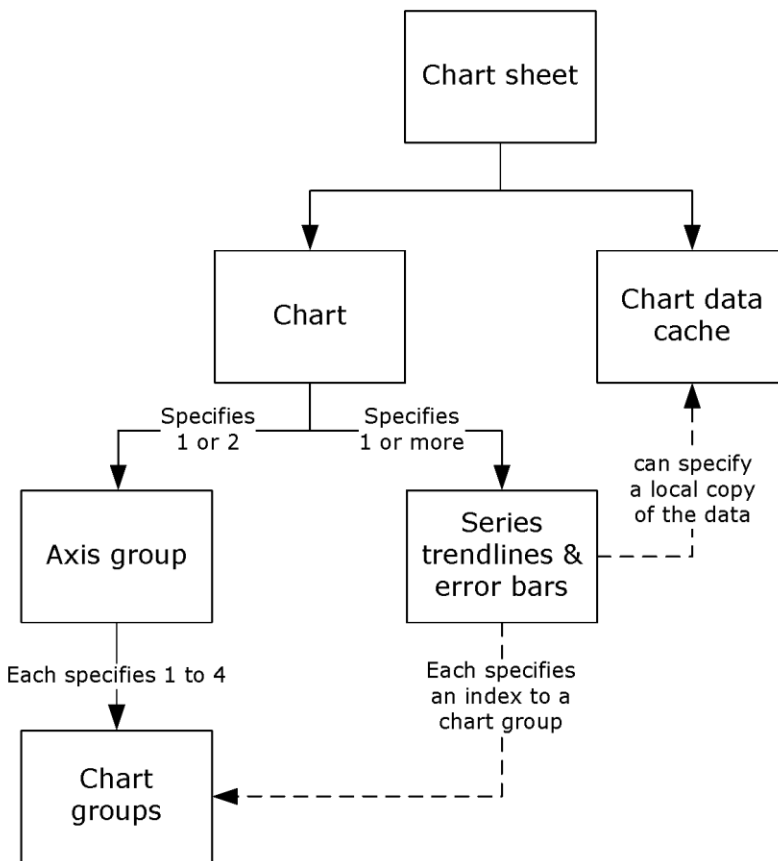 Chart sheet
Chart
Chart data
cache
Specifies
1 or 2
Specifies
1 or more
can specify
a local copy
of the data
Axis group
Series
trendlines &
error bars
Each specifies 1 to 4
Each specifies
an index to a
chart group
Chart
groups